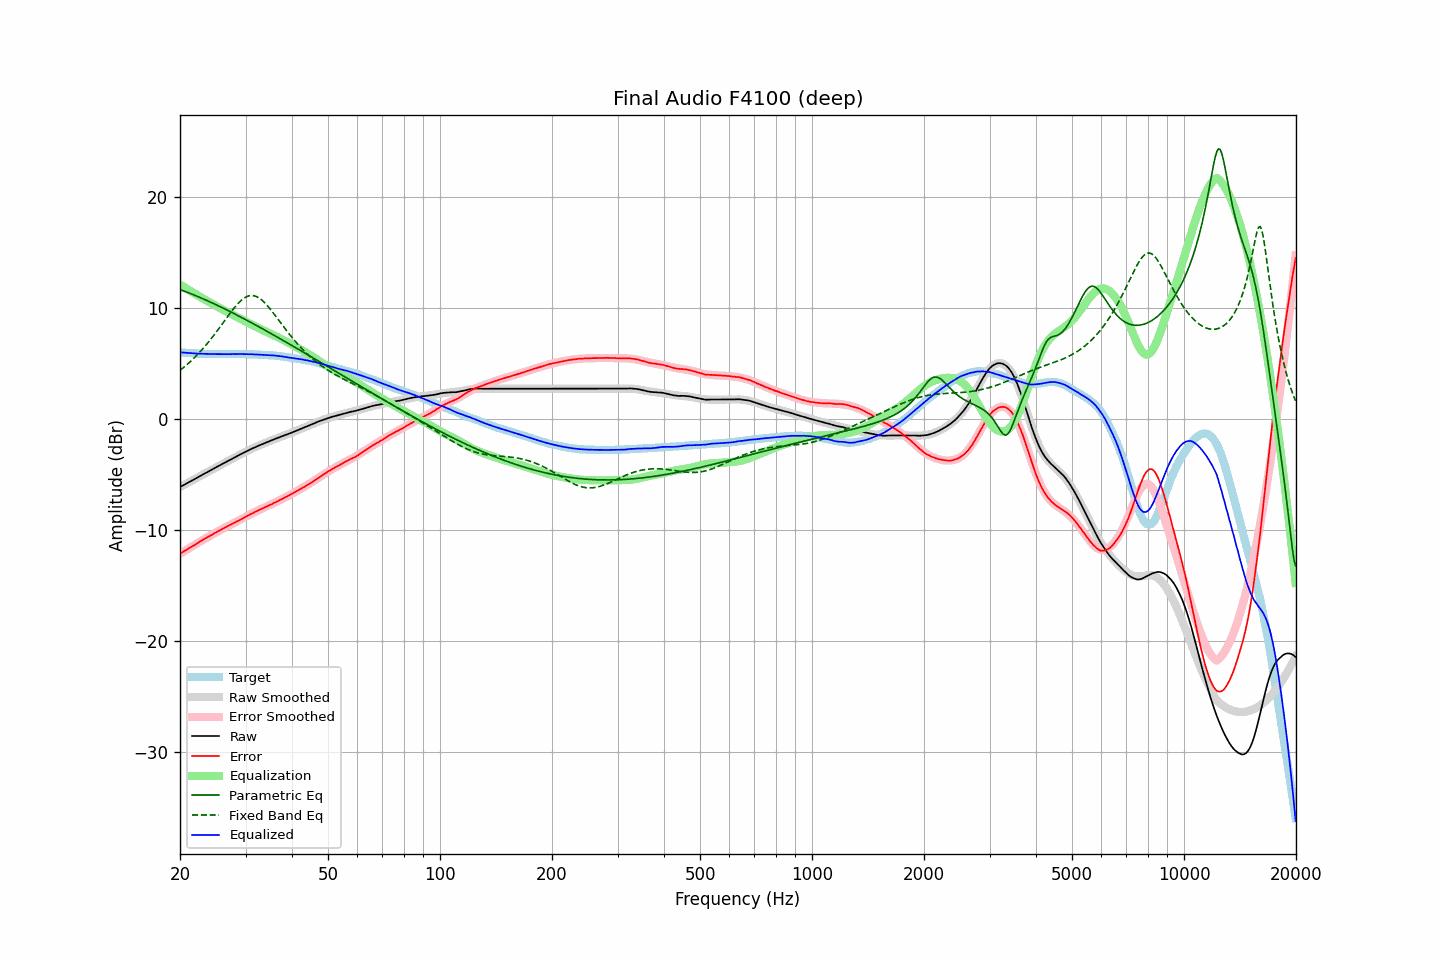 Final Audio F4100 (deep)
Amplitude (dBr)
20
10
0
−10
−20
−30
Target
Raw Smoothed
Error Smoothed
Raw
Error
Equalization
Parametric Eq
Fixed Band Eq
Equalized
20 50 100 200 500 1000 2000 5000 10000 20000
Frequency (Hz)